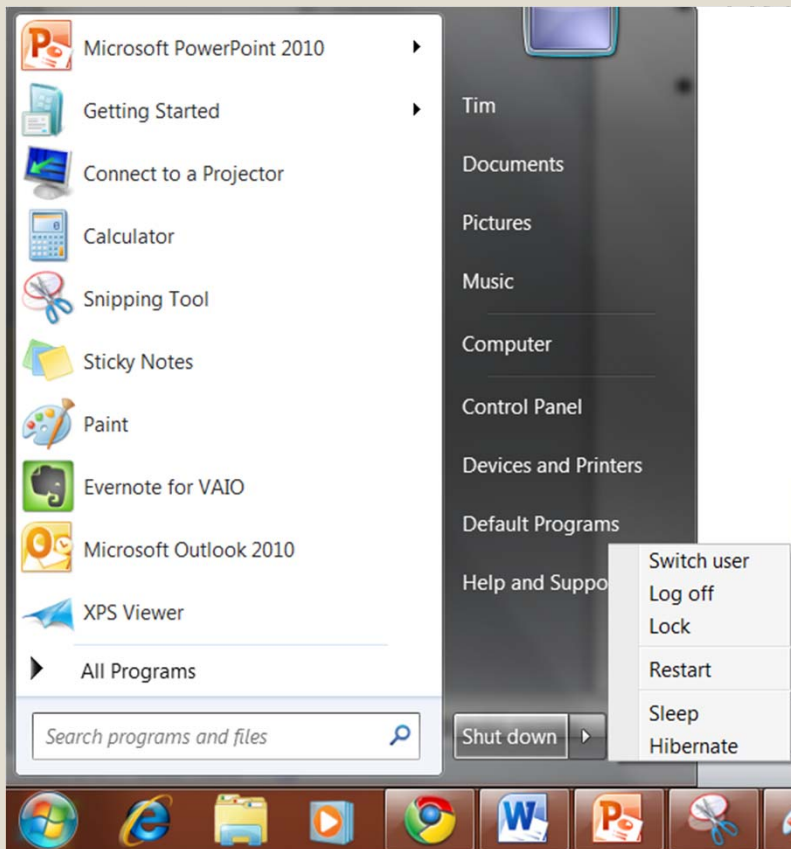 Microsoft PowerPoint 2010
Getting Started
Connect to a Projector
Calculator
Snipping Tool
Sticky Notes
Paint
Evernote for VAIO
Microsoft Outlook 2010
XPS Viewer
All Programs
Search programs and files
Tim
Documents
Pictures
Music
Computer
Control Panel
Devices and Printers
Default Programs
Help and Suppo
Shut down
Switch user
Log off
Lock
Restart
Sleep
Hibernate